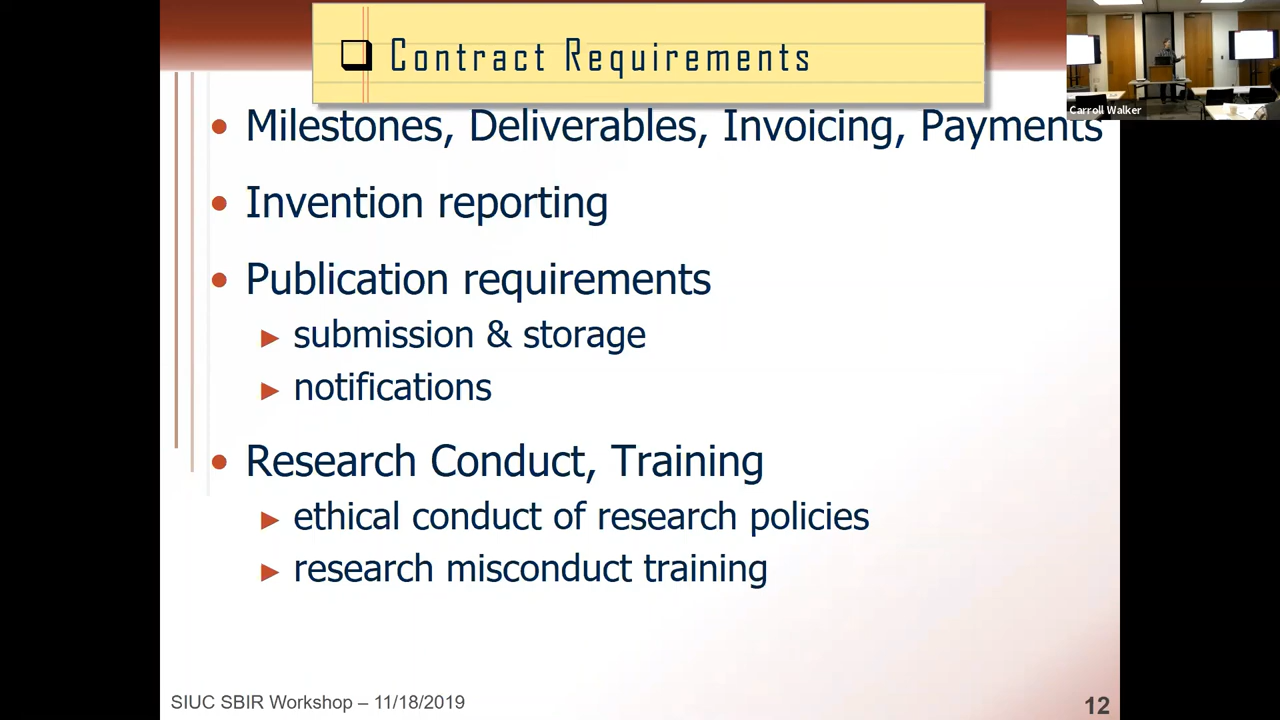 Contract Requirements
Carroll Walker
Milestones, Deliverables, Invoicing, Payments
Invention reporting
Publication requirements
submission & storage
notifications
Research Conduct, Training
ethical conduct of research policies
research misconduct training
SIUC SBIR Workshop – 11/18/2019
12